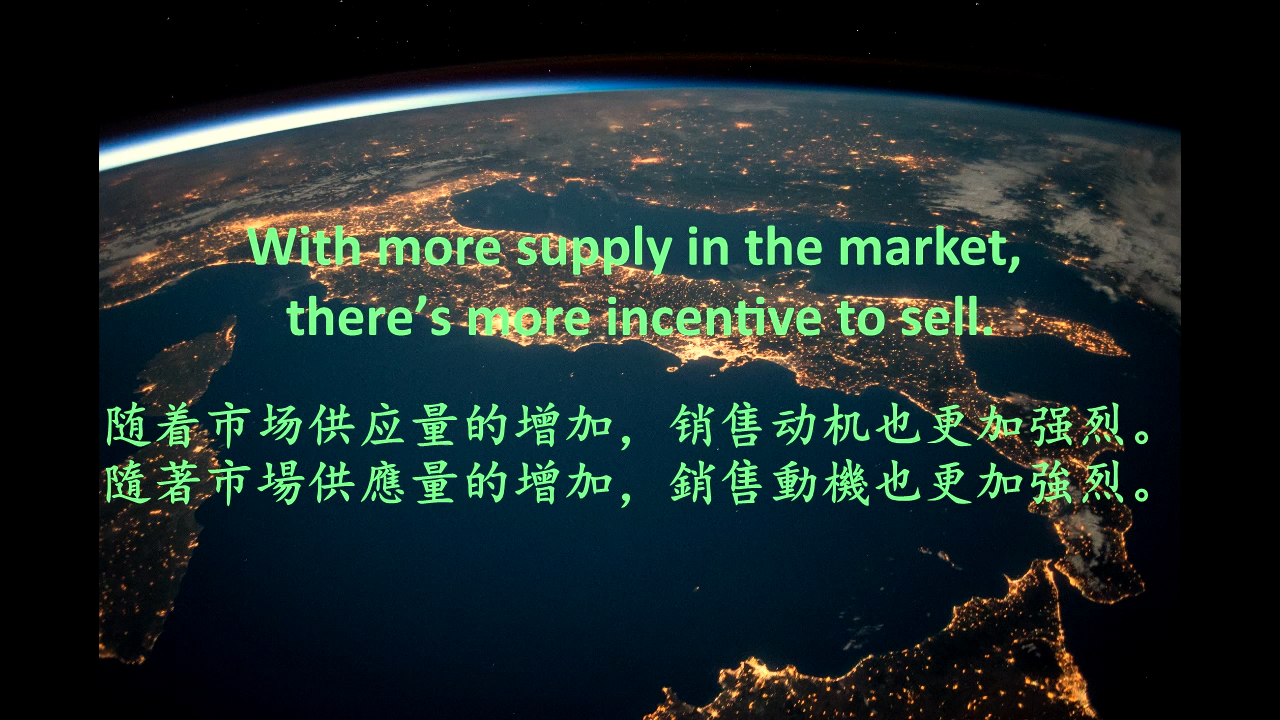 With more supply in the market,
there’s more incentive to sell.
随着市场供应量的增加，销售动机也更加强烈。
隨著市場供應量的增加，銷售動機也更加強烈。